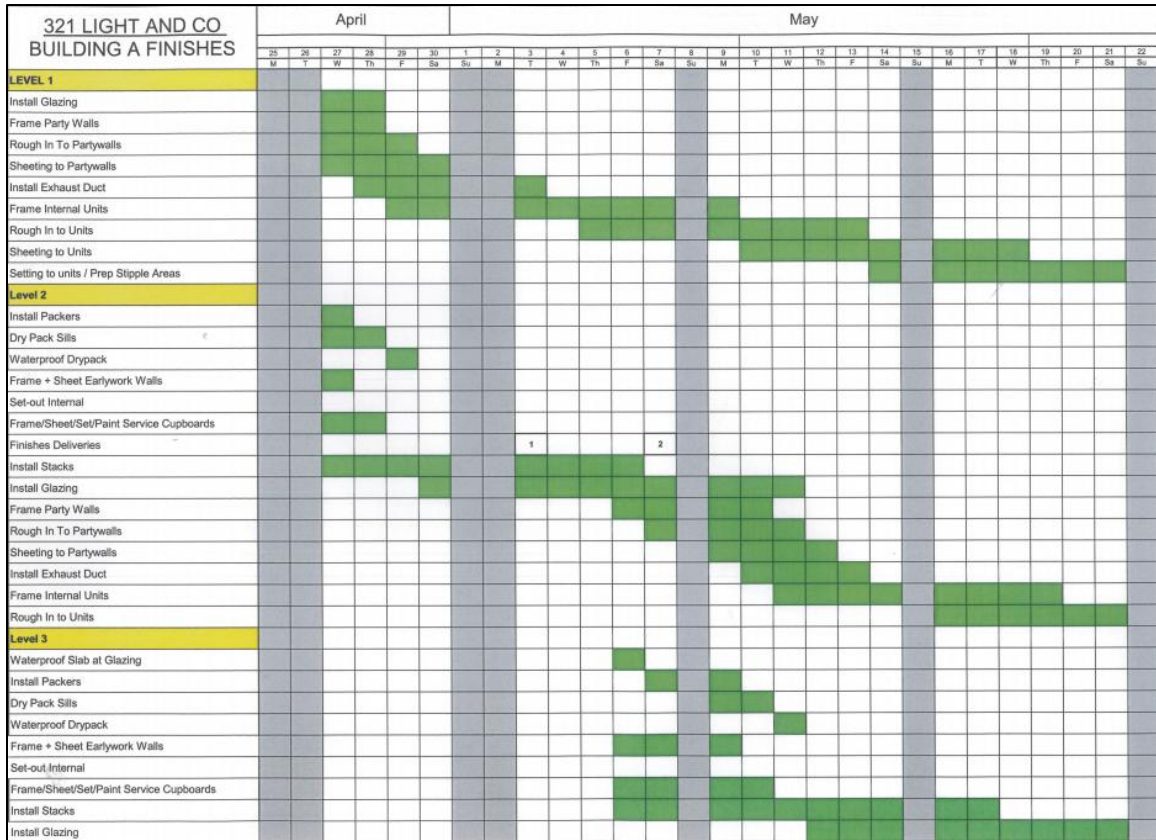 321 LIGHT AND CO
BUILDING A FINISHES
April May
25 26 27 28 29 30 1 2 3 4 5 6 7 8 9 10 11 12 13 14 15 16 17 18 19 20 21 22
M T W Th F Sa Su M T W Th F Sa Su M T W Th F Sa Su M T W Th F Sa Su
LEVEL 1
Install Glazing
Frame Party Walls
Rough In To Partywalls
Sheeting to Partywalls
Install Exhaust Duct
Frame Internal Units
Rough In to Units
Sheeting to Units
Setting to units / Prep Stipple Areas
Level 2
Install Packers
Dry Pack Sills
Waterproof Drypack
Frame + Sheet Earlywork Walls
Set-out Internal
Frame/Sheet/Set/Paint Service Cupboards
Finishes Deliveries 1 2
Install Stacks
Install Glazing
Frame Party Walls
Rough In To Partywalls
Sheeting to Partywalls
Install Exhaust Duct
Frame Internal Units
Rough In to Units
Level 3
Waterproof Slab at Glazing
Install Packers
Dry Pack Sills
Waterproof Drypack
Frame + Sheet Earlywork Walls
Set-out Internal
Frame/Sheet/Set/Paint Service Cupboards
Install Stacks
Install Glazing